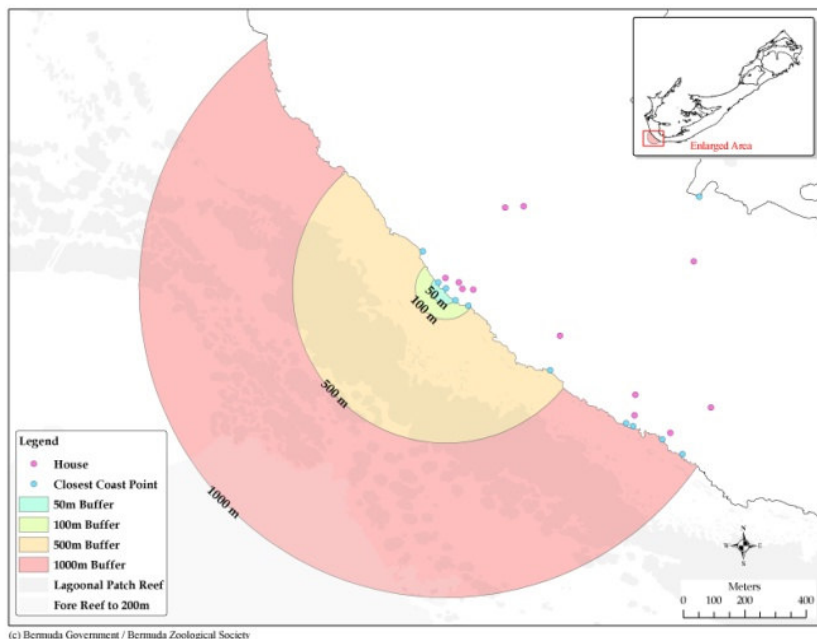 Enlarged Area
50 m
100 m
500 m
1000 m
Legend
House
Closest Coast Point
50m Buffer
100m Buffer
500m Buffer
1000m Buffer
Lagoonal Patch Reef
Fore Reef to 200m
N
W E
S
Meters
0 100 200 400
(c) Bermuda Government / Bermuda Zoological Society